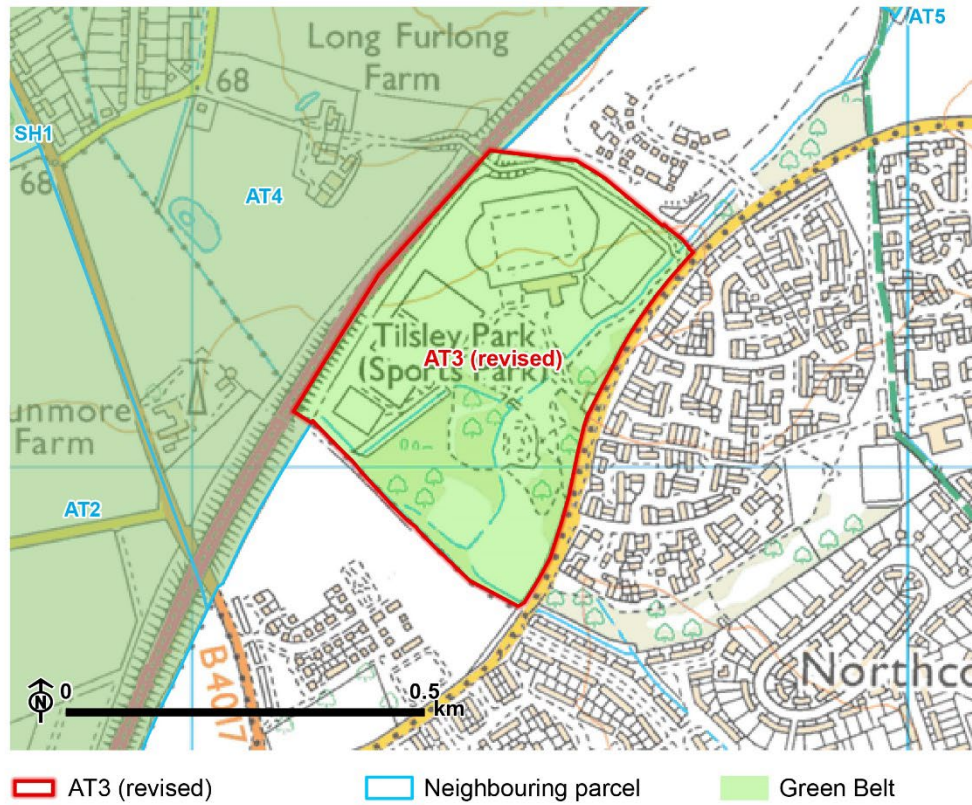 AT5
Long Furlong
Farm
68
SH1
68
AT4
Tilsley Park
AT3 (revised)
(Sports Park)
unmore
Farm
AT2
B 4017
Northco
N
0
0.5
km
AT3 (revised)
Neighbouring parcel
Green Belt